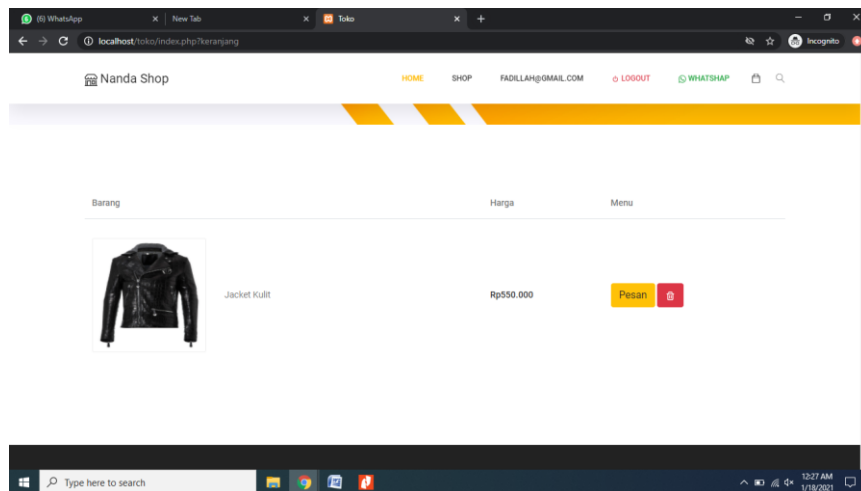 (6) WhatsApp
New Tab
Toko
localhost/toko/index.php?keranjang
Incognito
Nanda Shop
HOME
SHOP
FADILLAH@GMAIL.COM
LOGOUT
WHATSHAP
Barang
Harga
Menu
Jacket Kulit
Rp550.000
Pesan
Type here to search
12:27 AM
1/18/2021